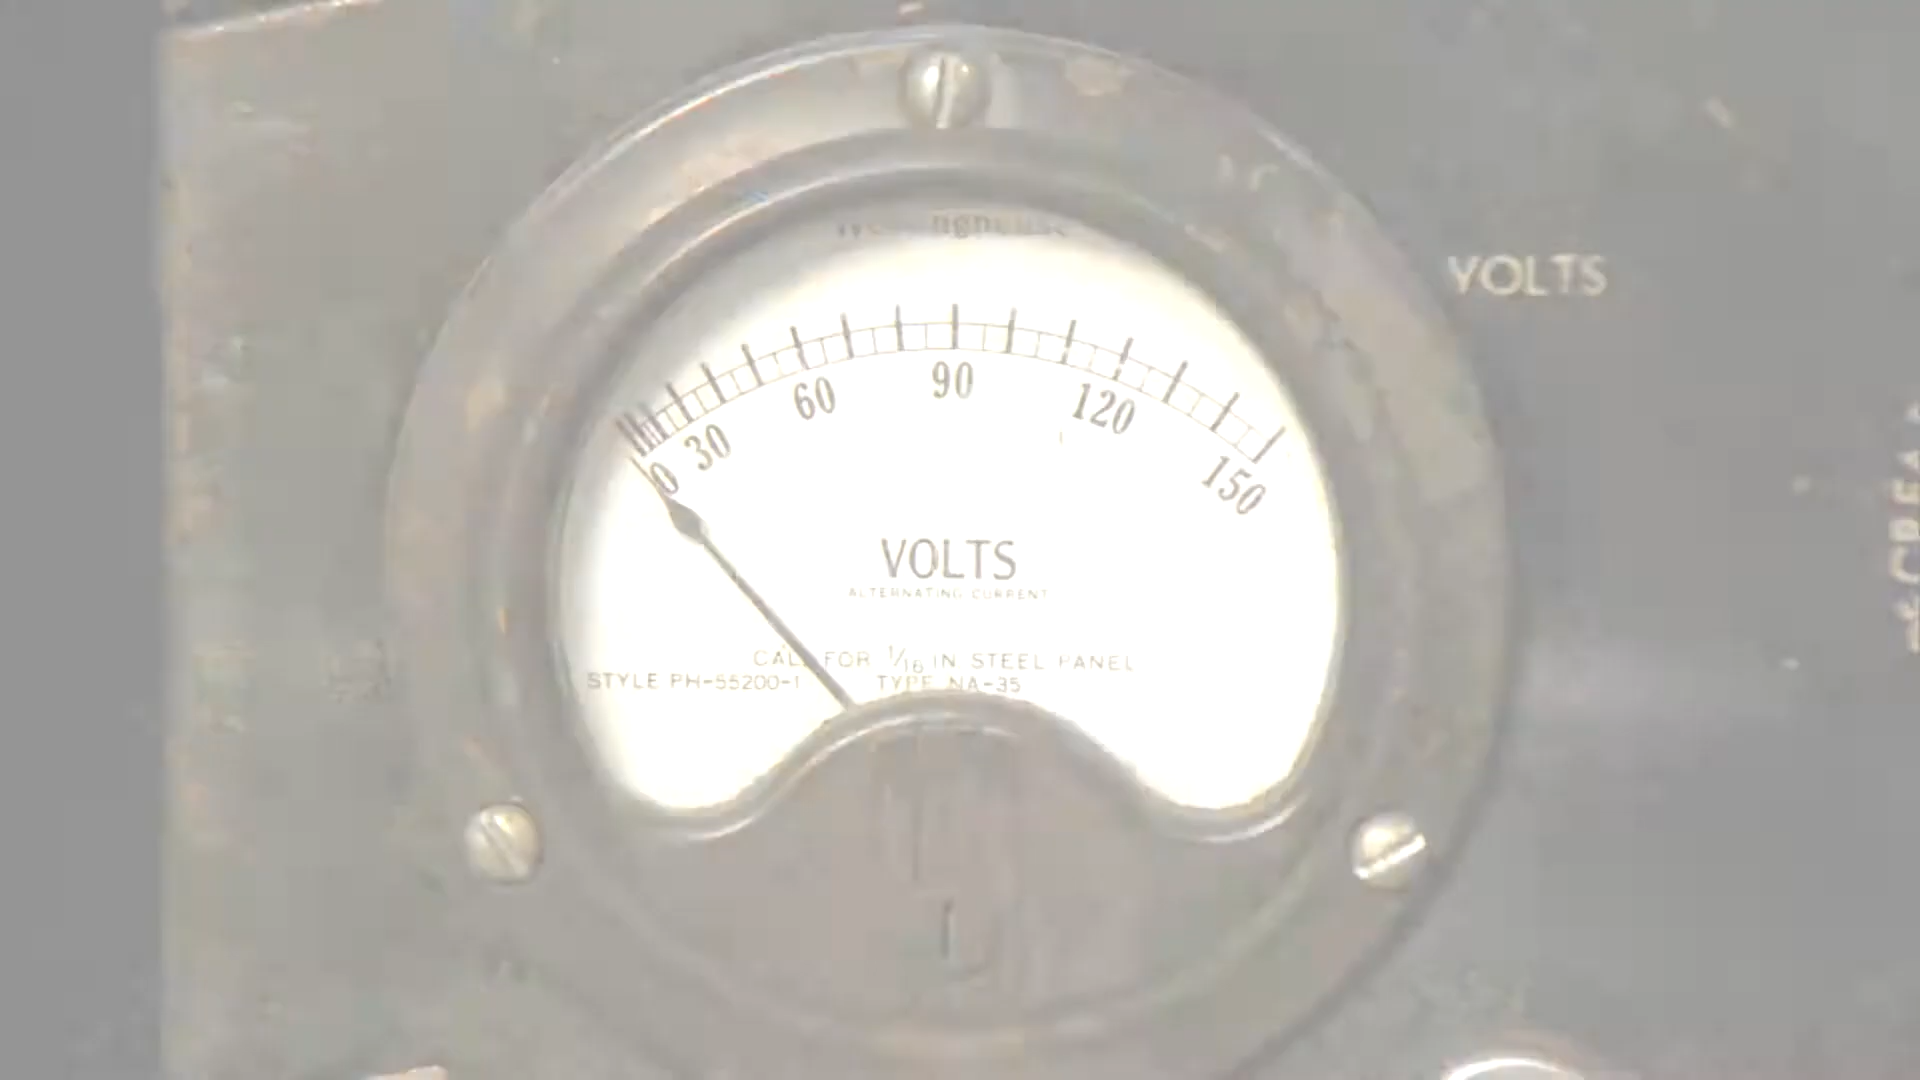 VOLTS
60
90
120
30
0
150
VOLTS
ALTERNATING CURRENT
CAL. FOR 1/16 IN STEEL PANEL
STYLE PH-55200-1 TYPE NA-35